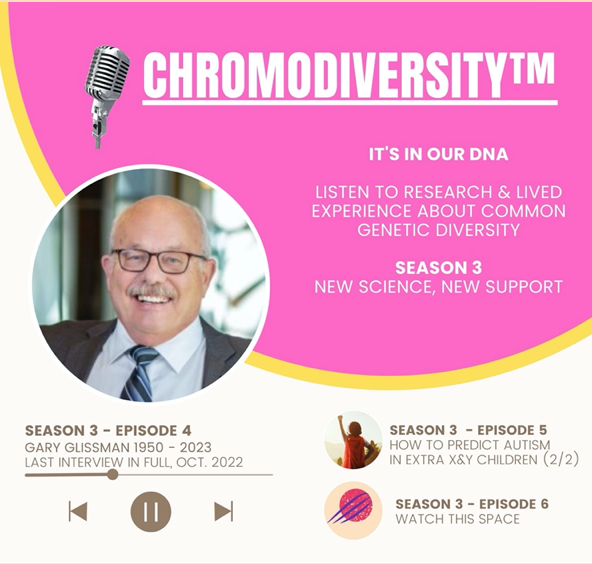 CHROMODIVERSITY™
IT'S IN OUR DNA
LISTEN TO RESEARCH & LIVED
EXPERIENCE ABOUT COMMON
GENETIC DIVERSITY
SEASON 3
NEW SCIENCE, NEW SUPPORT
SEASON 3 - EPISODE 4
GARY GLISSMAN 1950 - 2023
LAST INTERVIEW IN FULL, OCT. 2022
SEASON 3 - EPISODE 5
HOW TO PREDICT AUTISM
IN EXTRA X&Y CHILDREN (2/2)
SEASON 3 - EPISODE 6
WATCH THIS SPACE